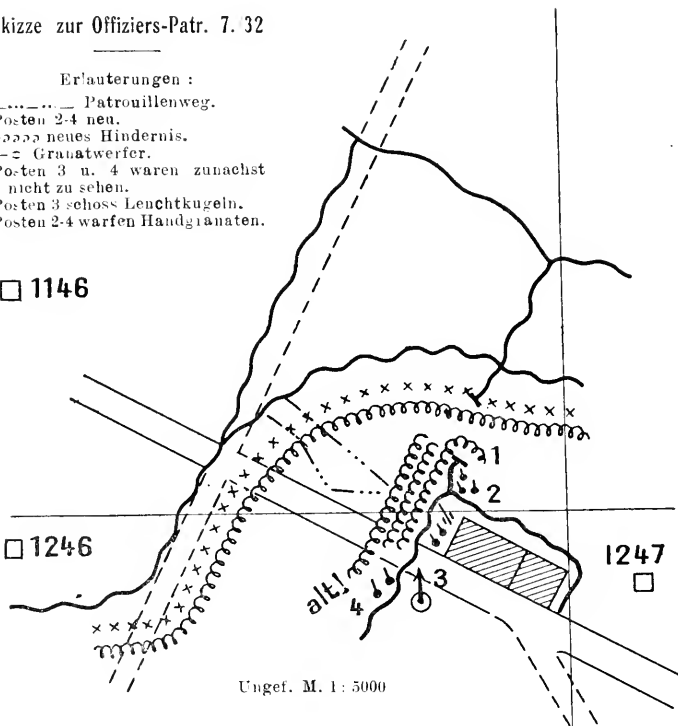 kizze zur Offiziers-Patr. 7. 32
Erlauterungen :
Patrouillenweg.
Posten 2-4 neu.
neues Hindernis.
Granatwerfer.
Posten 3 u. 4 waren zunachst
nicht zu sehen.
Posten 3 schoss Leuchtkugeln.
Posten 2-4 warfen Handgranaten.
1146
1
2
1246
1247
3
alt!
4
Ungef. M. 1: 5000